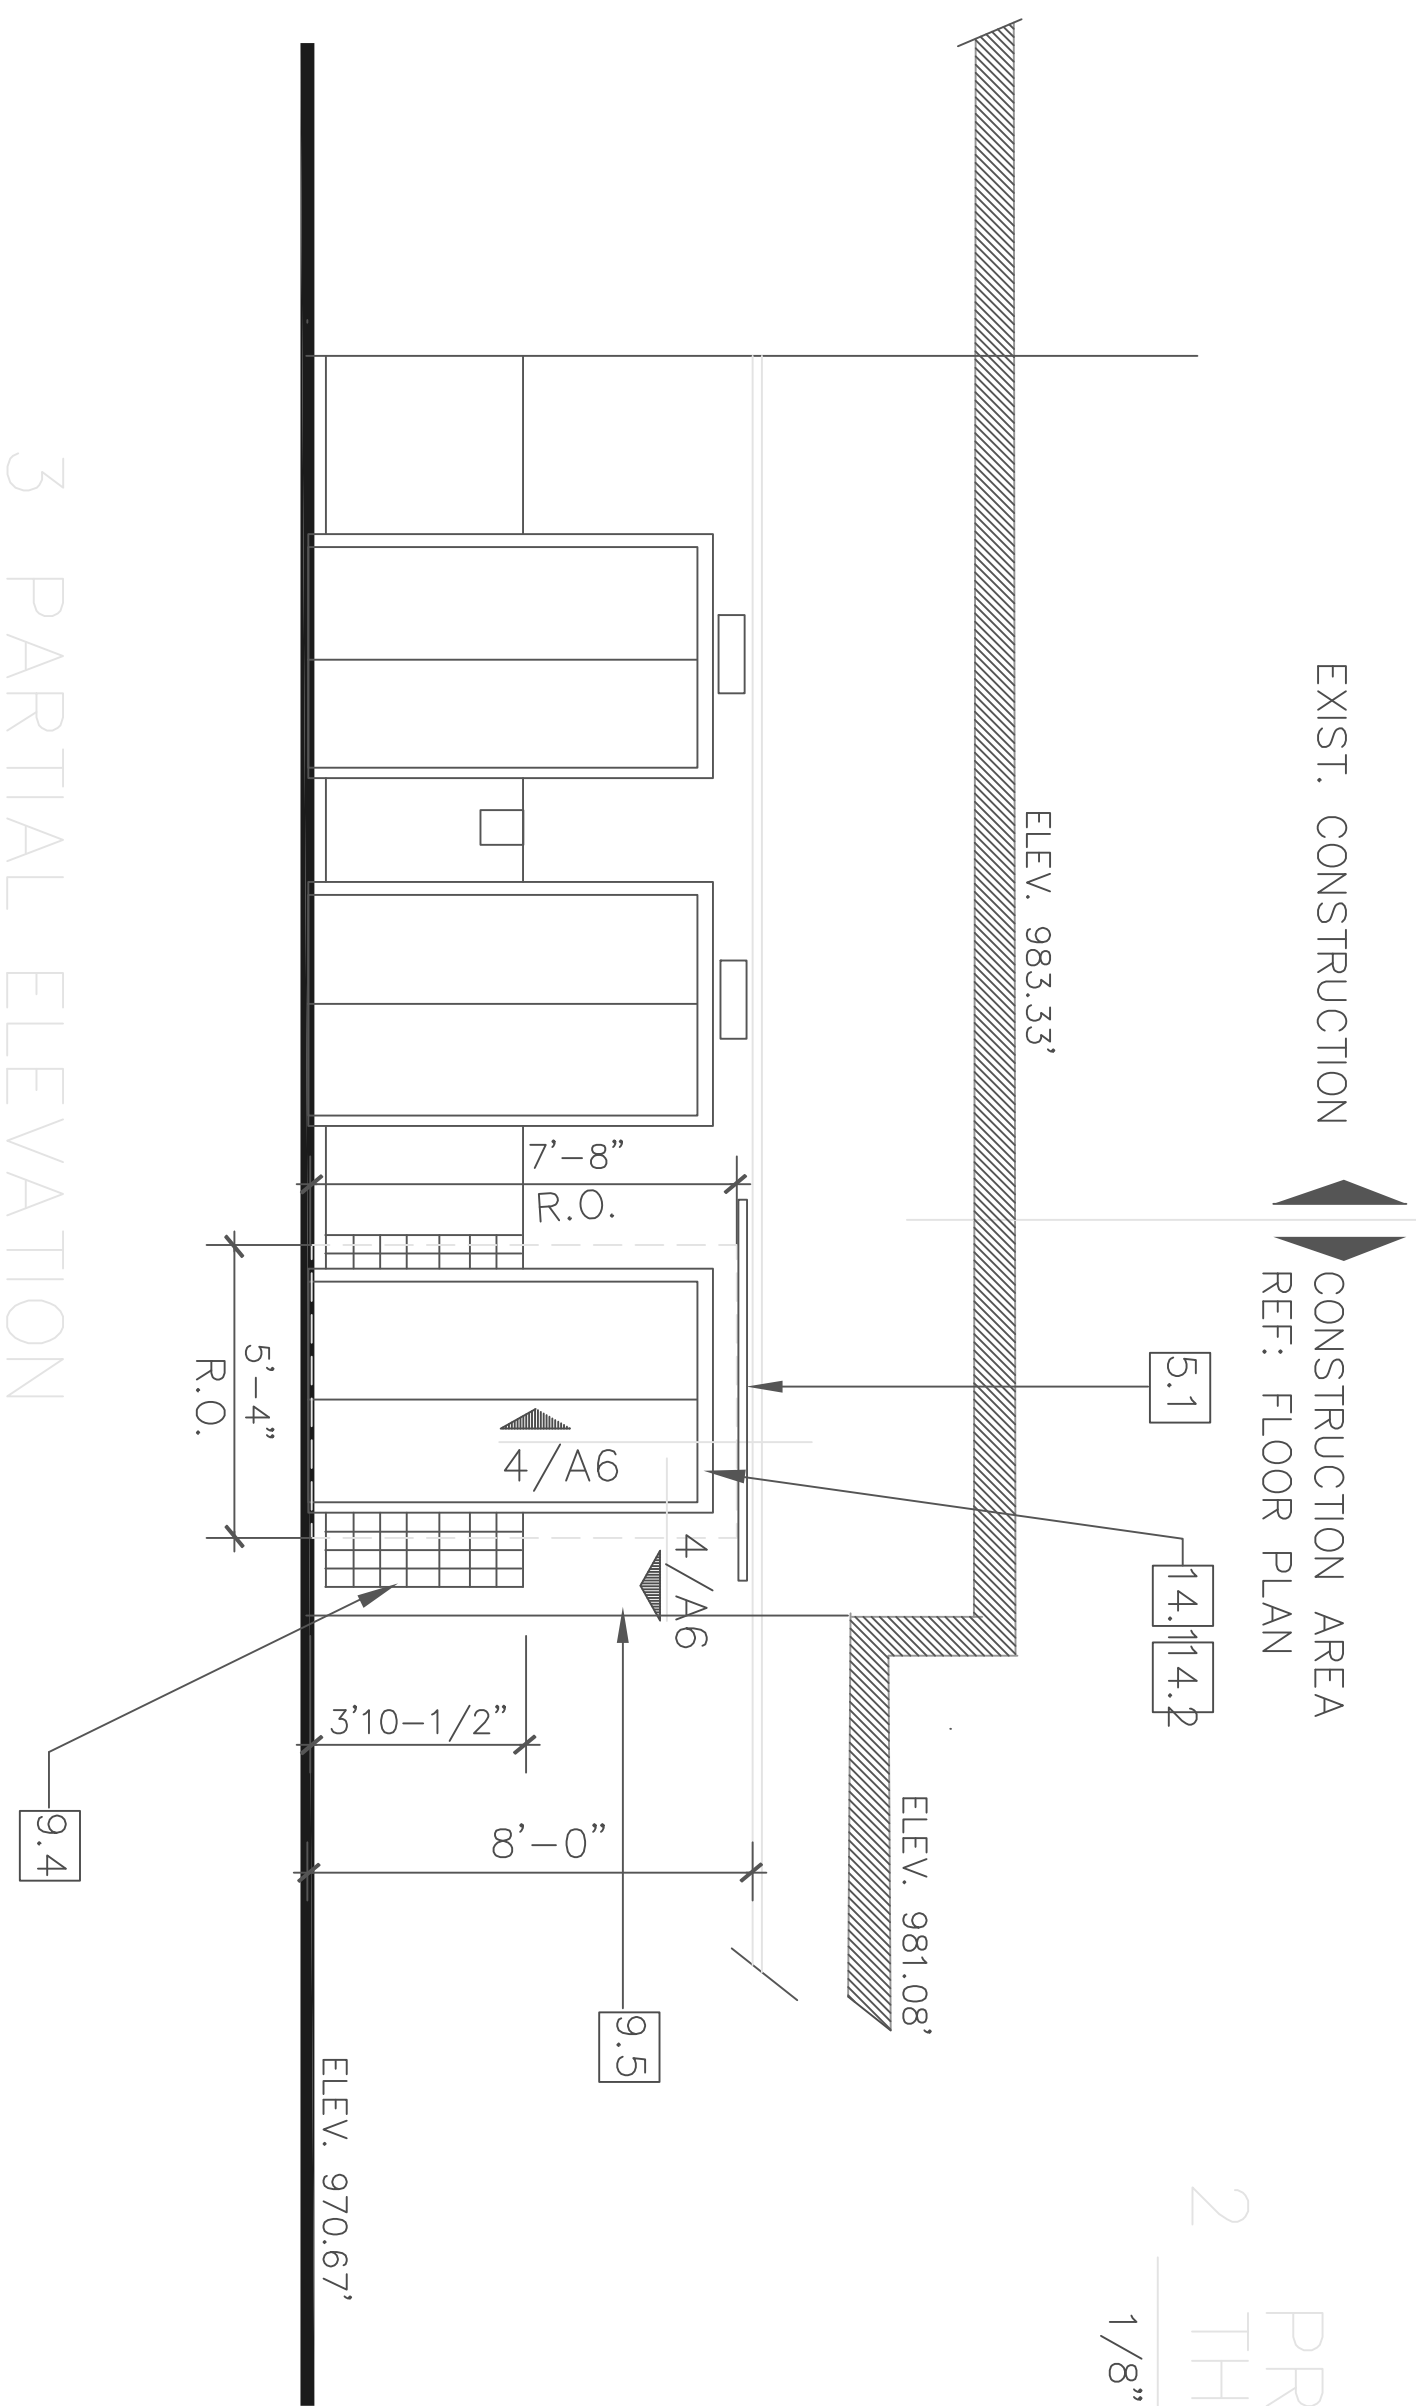 EXIST. CONSTRUCTION
CONSTRUCTION AREA
REF: FLOOR PLAN
5.1
14.1
14.2
ELEV. 983.33'
ELEV. 981.08'
7'-8"
R.O.
4/A6
4/A6
3'10-1/2"
8'-0"
9.5
5'-4"
R.O.
9.4
ELEV. 970.67'
3 PARTIAL ELEVATION
2 PR
TH
1/8"